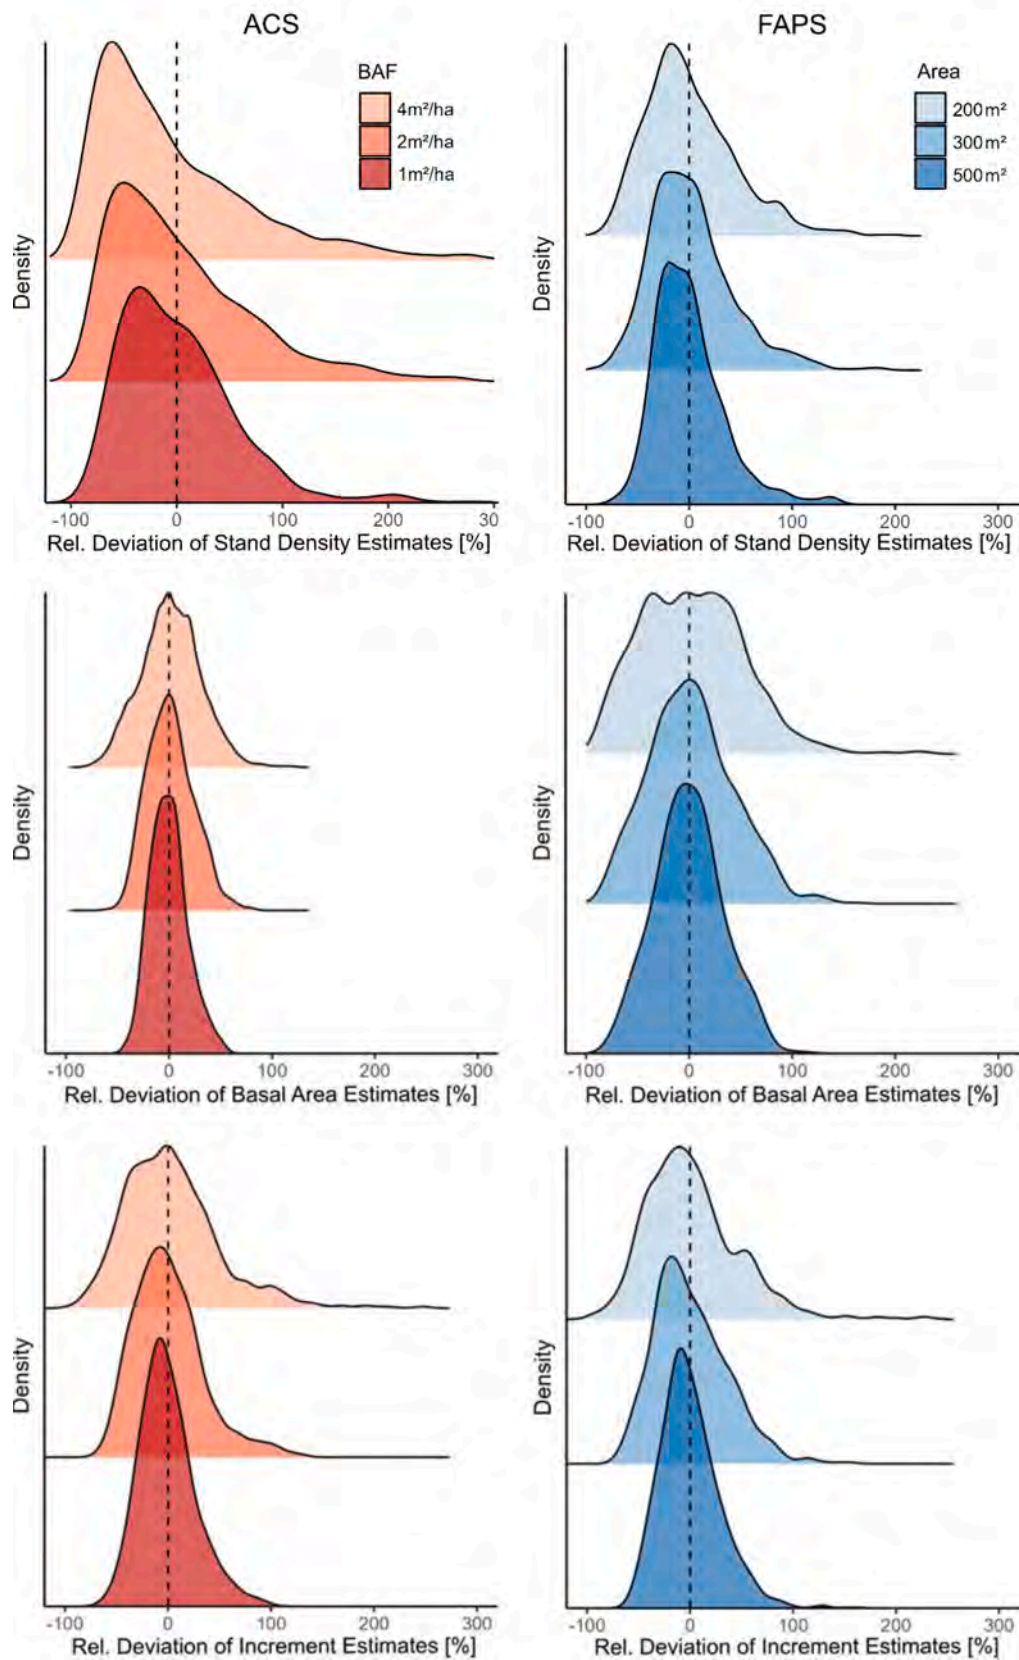 ACS
FAPS
BAF
4m²/ha
2m²/ha
1m²/ha
Area
200m²
300m²
500m²
Density
Density
-100 0 100 200 30
-100 0 100 200 300
Rel. Deviation of Stand Density Estimates [%]
Rel. Deviation of Stand Density Estimates [%]
Density
Density
-100 0 100 200 300
-100 0 100 200 300
Rel. Deviation of Basal Area Estimates [%]
Rel. Deviation of Basal Area Estimates [%]
Density
Density
-100 0 100 200 300
-100 0 100 200 300
Rel. Deviation of Increment Estimates [%]
Rel. Deviation of Increment Estimates [%]